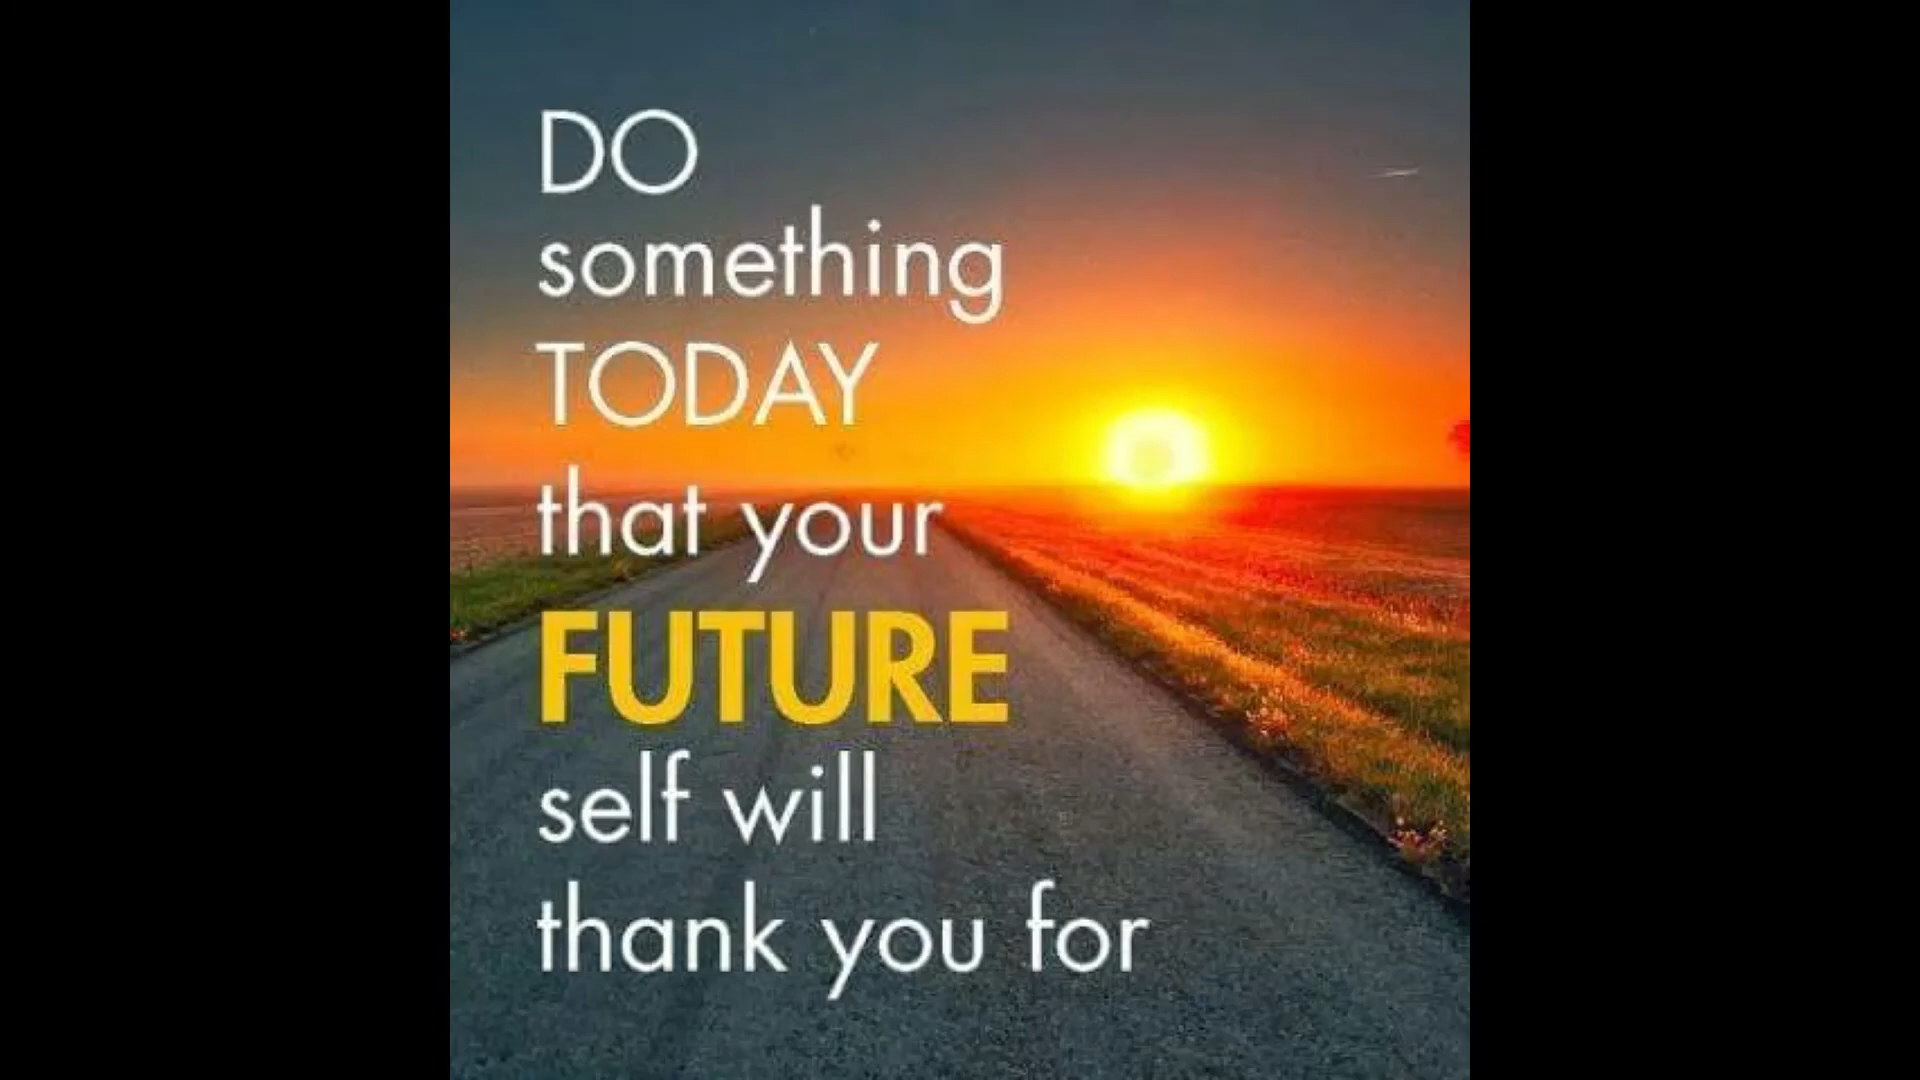 DO
something
TODAY
that your
FUTURE
self will
thank you for